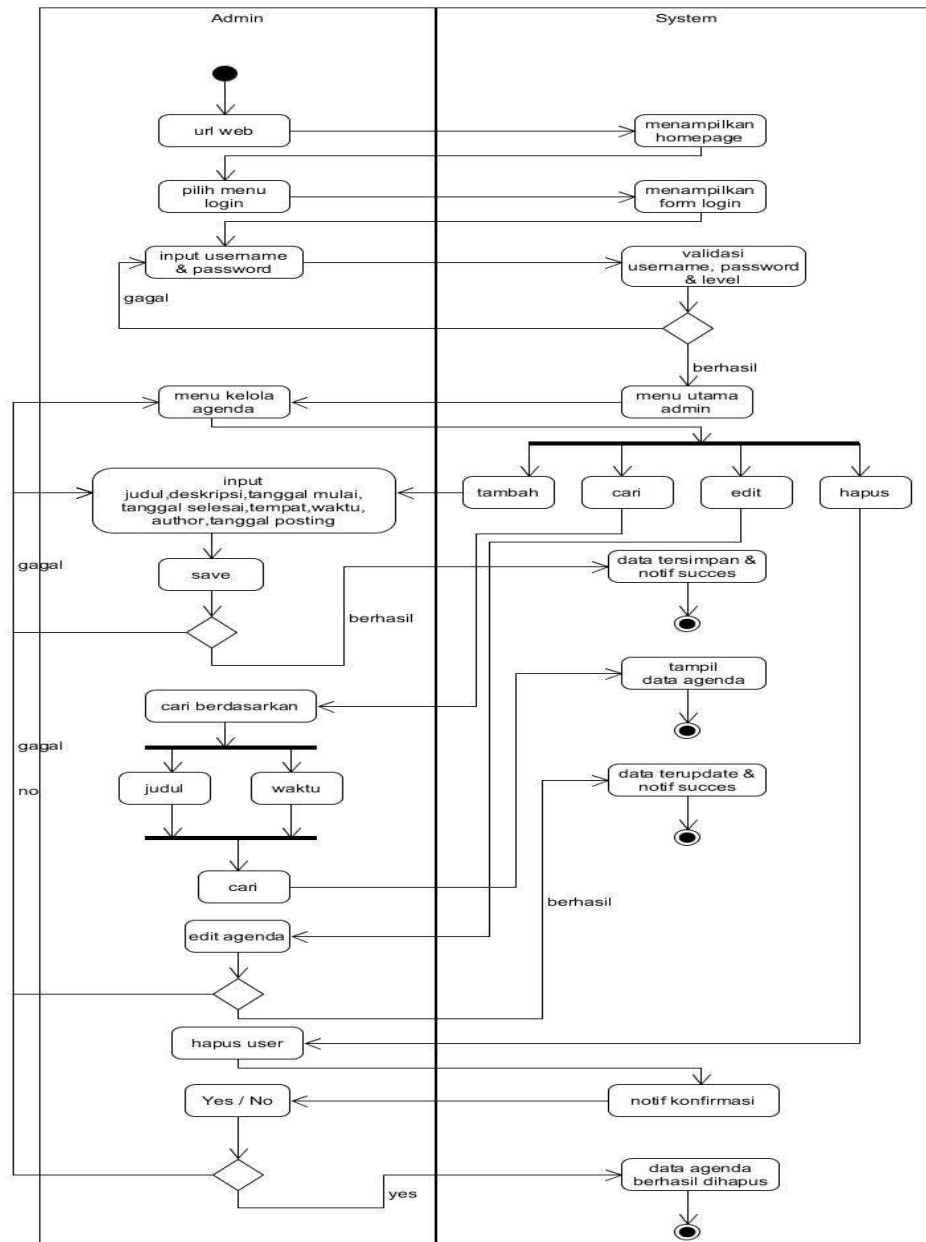 Admin
System
url web
menampilkan
homepage
pilih menu
login
menampilkan
form login
input username
& password
validasi
username, password
& level
gagal
berhasil
menu kelola
agenda
menu utama
admin
input
judul,deskripsi,tanggal mulai,
tanggal selesai,tempat,waktu,
author,tanggal posting
tambah
cari
edit
hapus
gagal
save
data tersimpan &
notif succes
berhasil
tampil
data agenda
cari berdasarkan
gagal
no
judul
waktu
data terupdate &
notif succes
cari
berhasil
edit agenda
hapus user
Yes / No
notif konfirmasi
data agenda
berhasil dihapus
yes